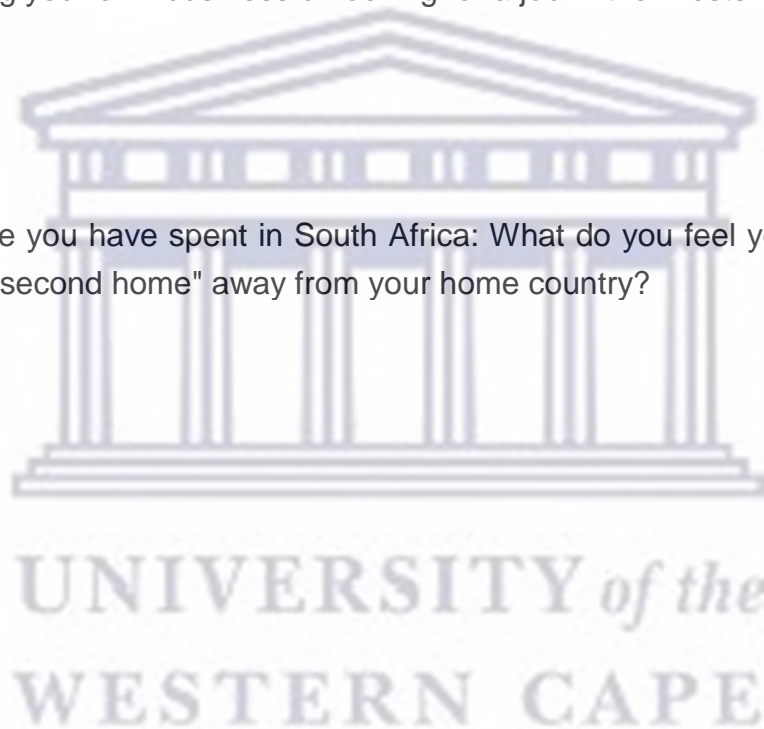 e you have spent in South Africa: What do you feel yo
second home" away from your home country?
UNIVERSITY of the
WESTERN CAPE